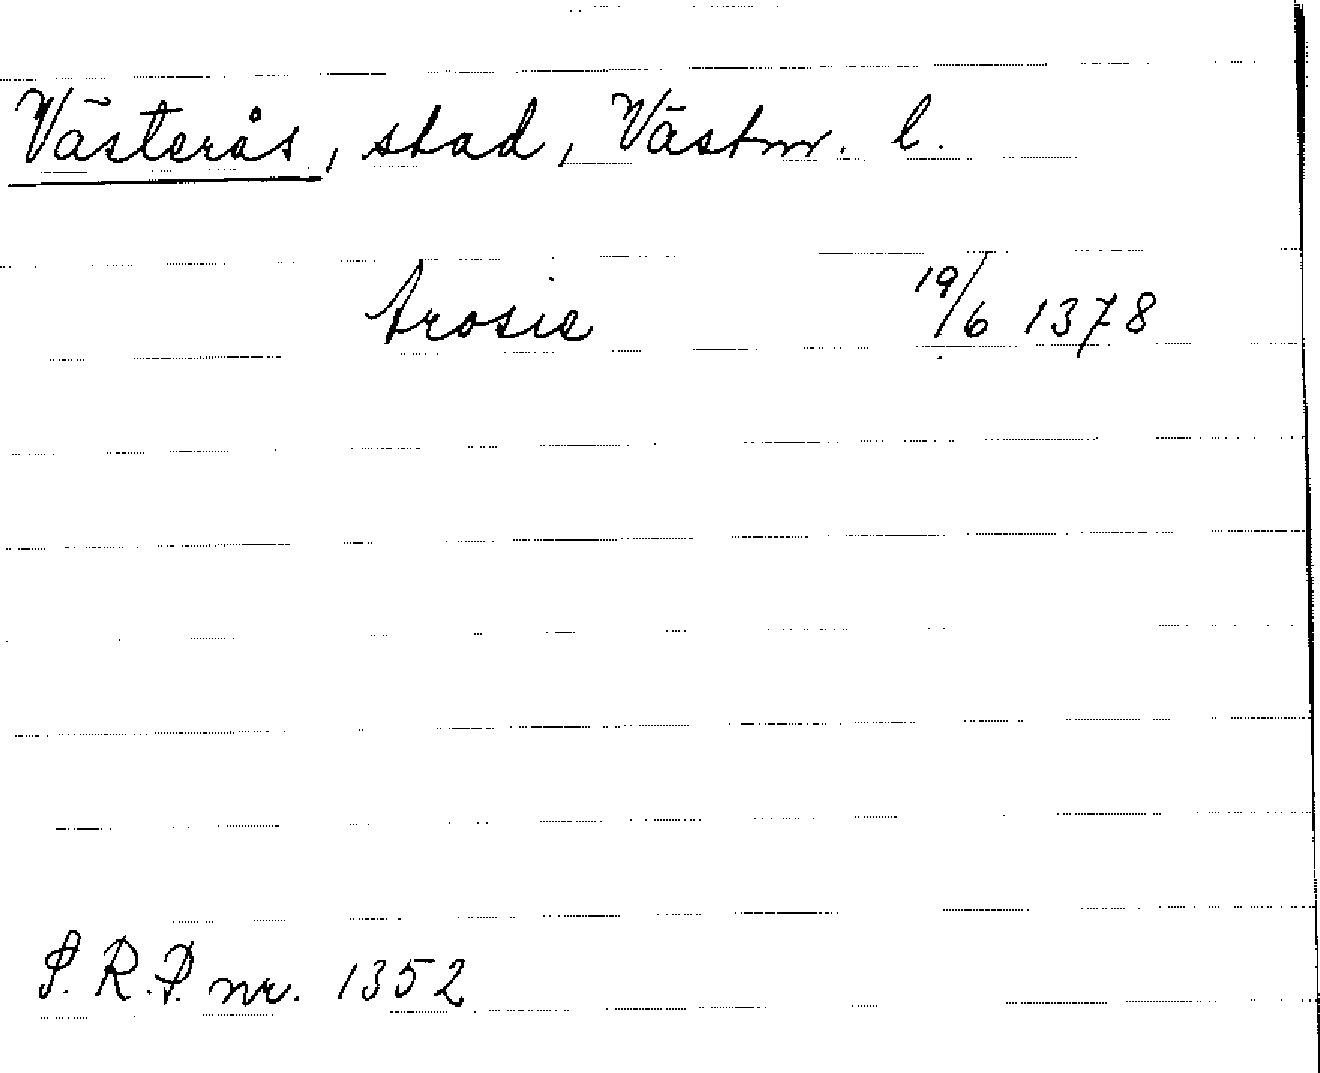 Västerås, stad, Västm. l.
Arosie 19/6 1378
S. R. P. nr. 1352